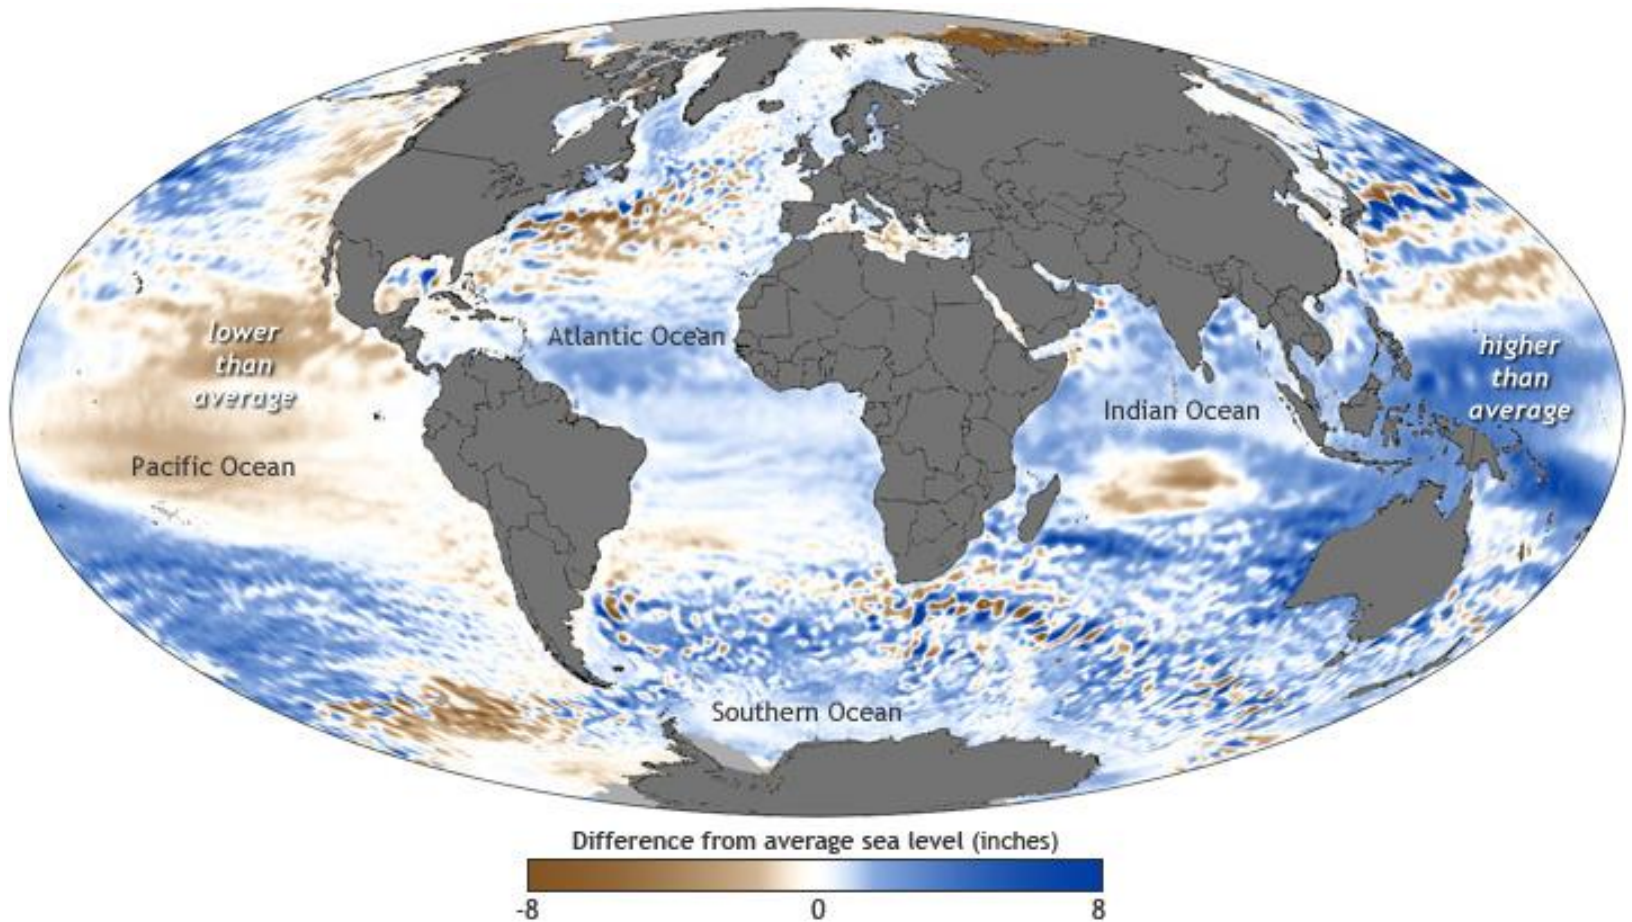 lower
than
average
Atlantic Ocean
higher
than
average
Indian Ocean
Pacific Ocean
Southern Ocean
Difference from average sea level (inches)
-8 0 8